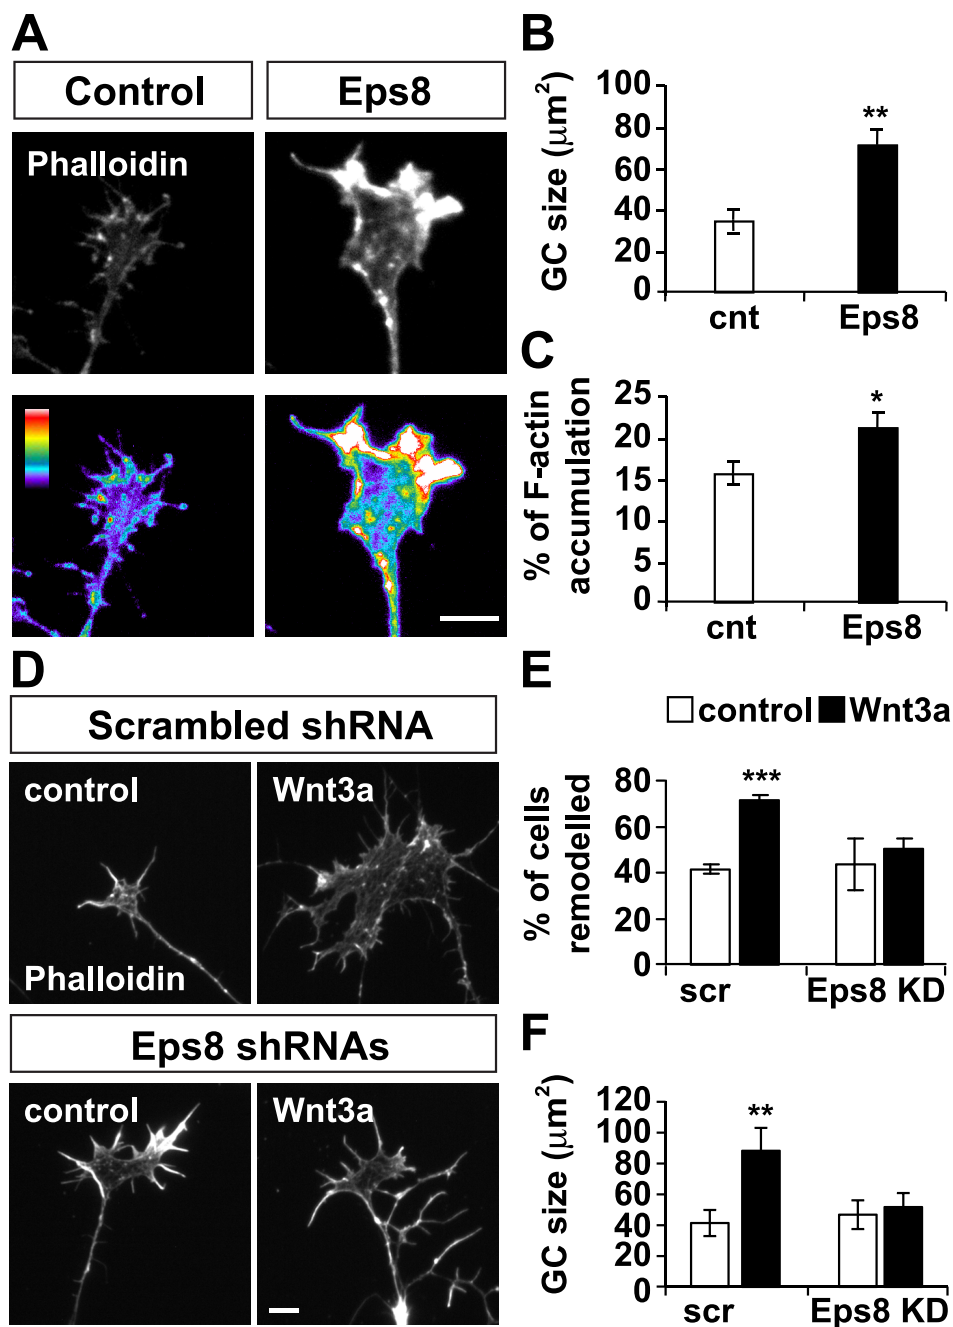 A
Control
Eps8
Phalloidin
B
GC size (μm²)
100
80
60
40
20
0
**
cnt
Eps8
C
% of F-actin
accumulation
25
20
15
10
5
0
*
cnt
Eps8
D
Scrambled shRNA
control
Wnt3a
Phalloidin
Eps8 shRNAs
control
Wnt3a
E
control Wnt3a
% of cells
remodelled
80
60
40
20
0
***
scr
Eps8 KD
F
GC size (μm²)
120
100
80
60
40
20
0
**
scr
Eps8 KD